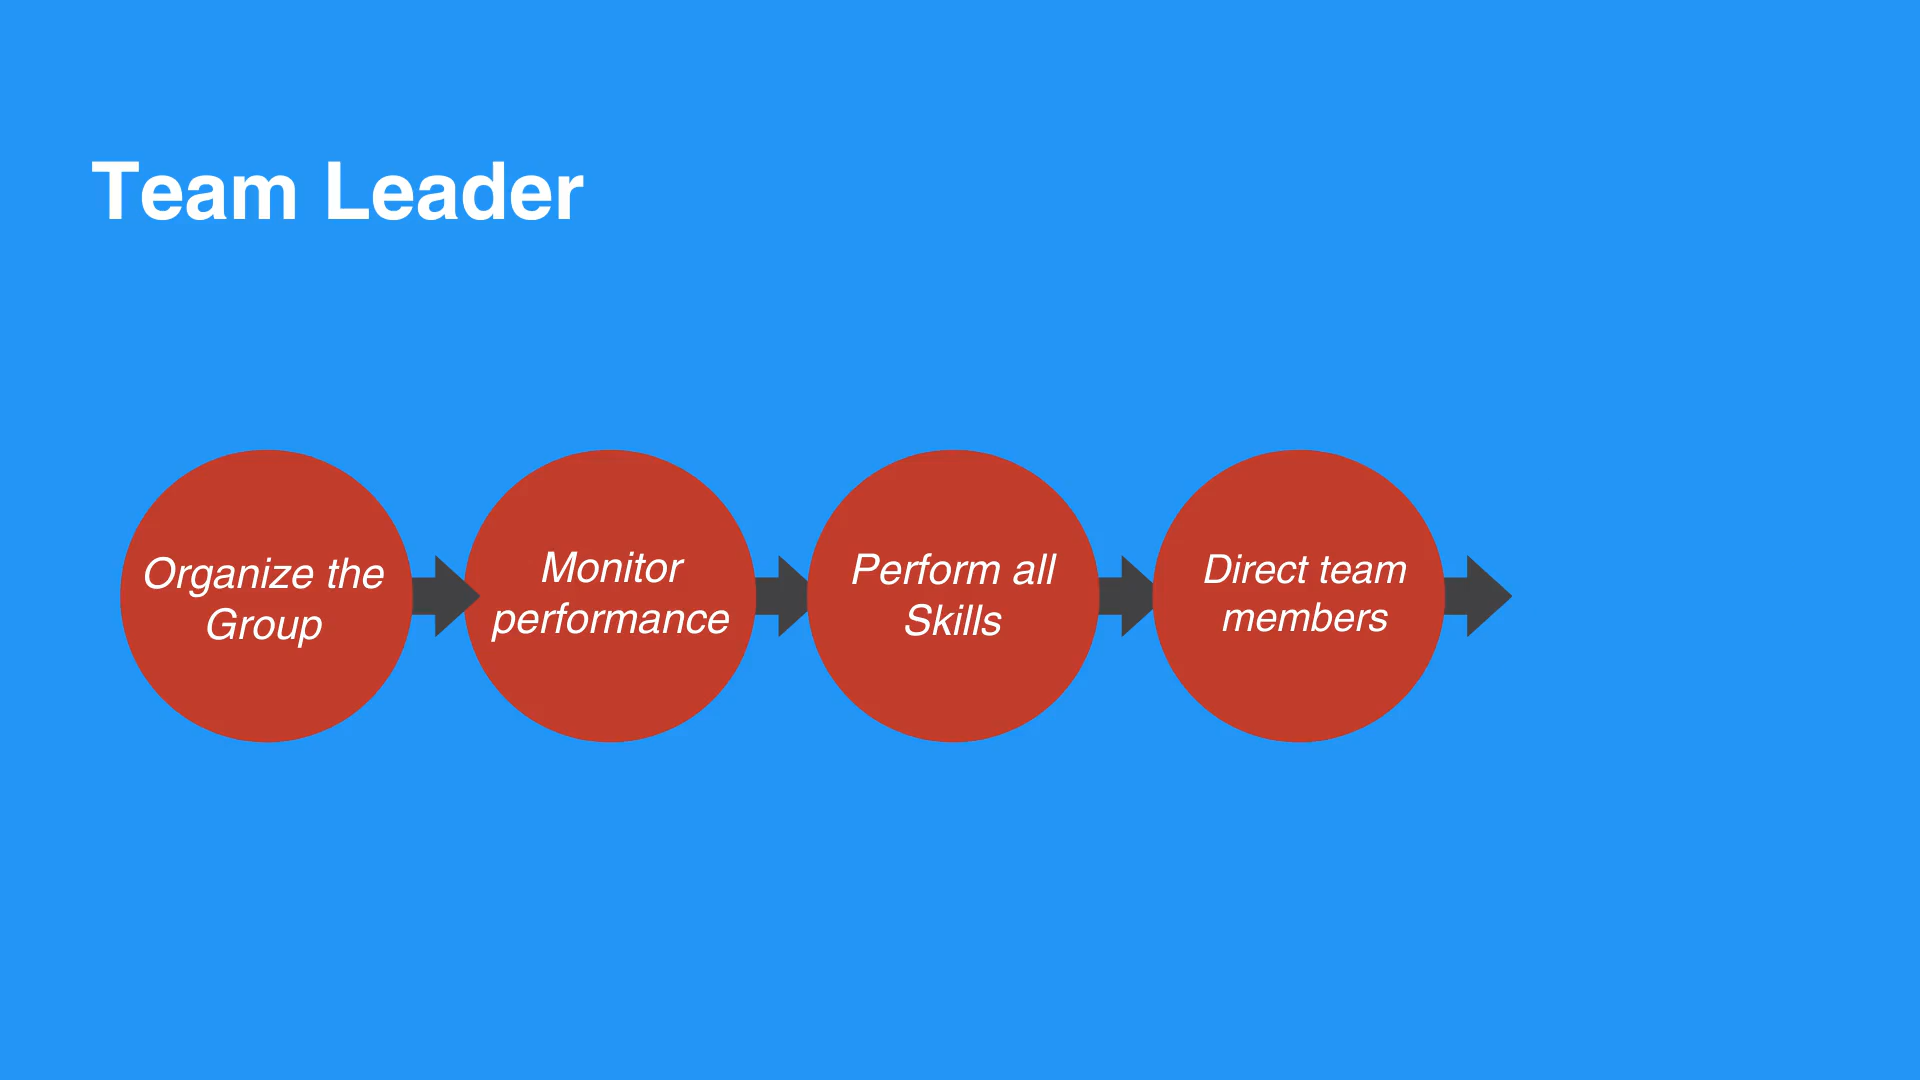 Team Leader
Organize the
Group
Monitor
performance
Perform all
Skills
Direct team
members